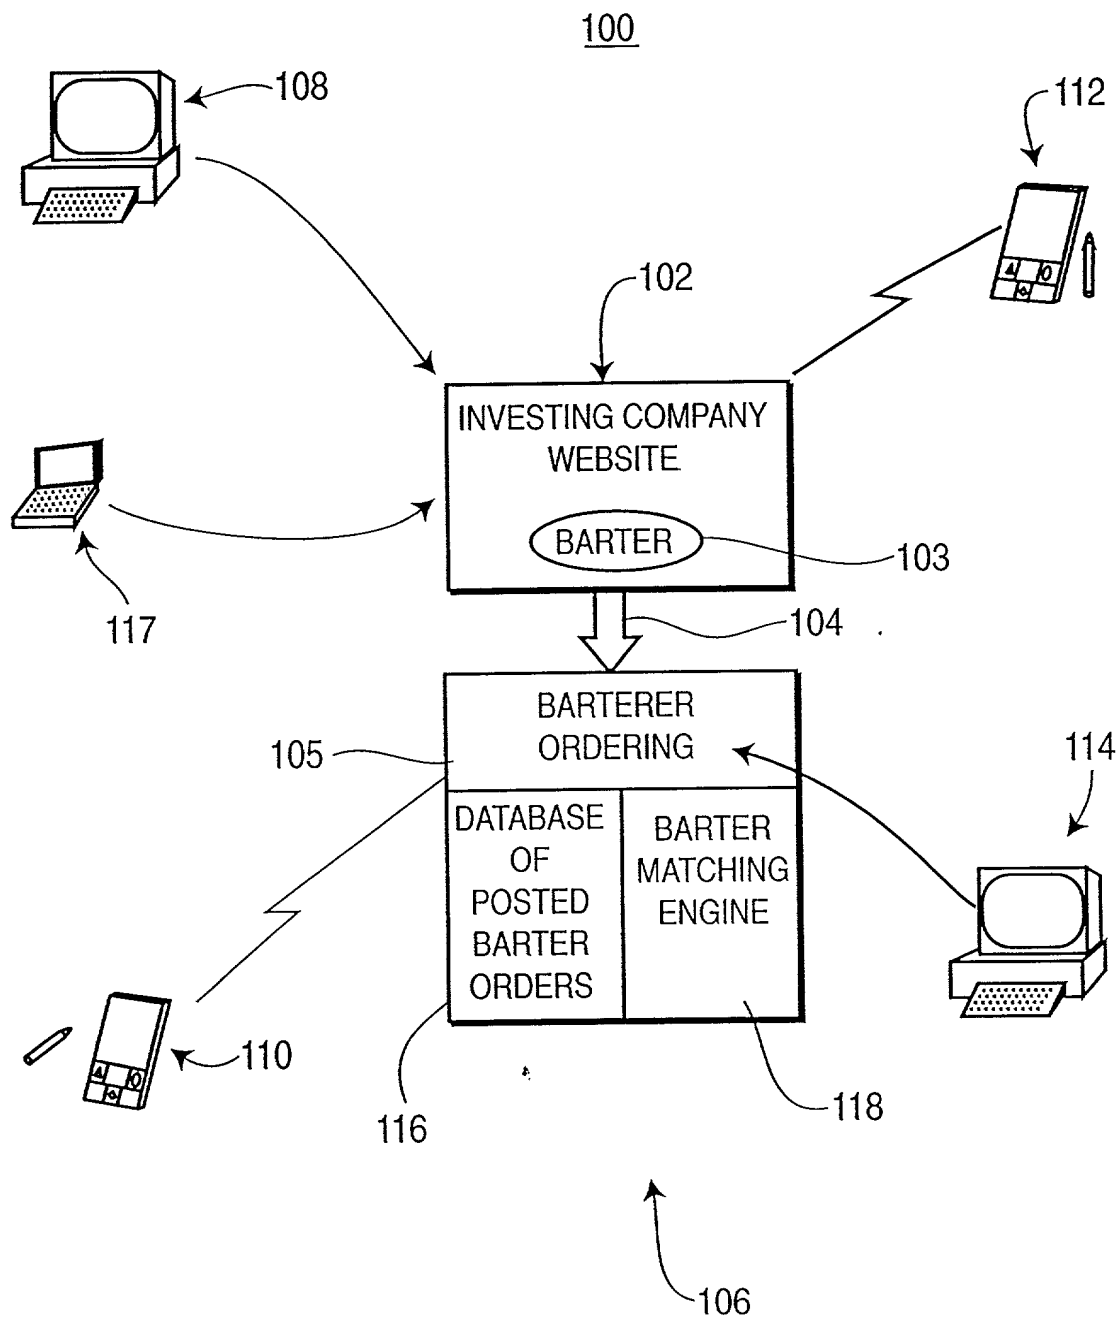 100
108
112
102
INVESTING COMPANY
WEBSITE
BARTER
103
117
104
BARTERER
ORDERING
105
114
DATABASE
OF
POSTED
BARTER
ORDERS
BARTER
MATCHING
ENGINE
110
116
118
106